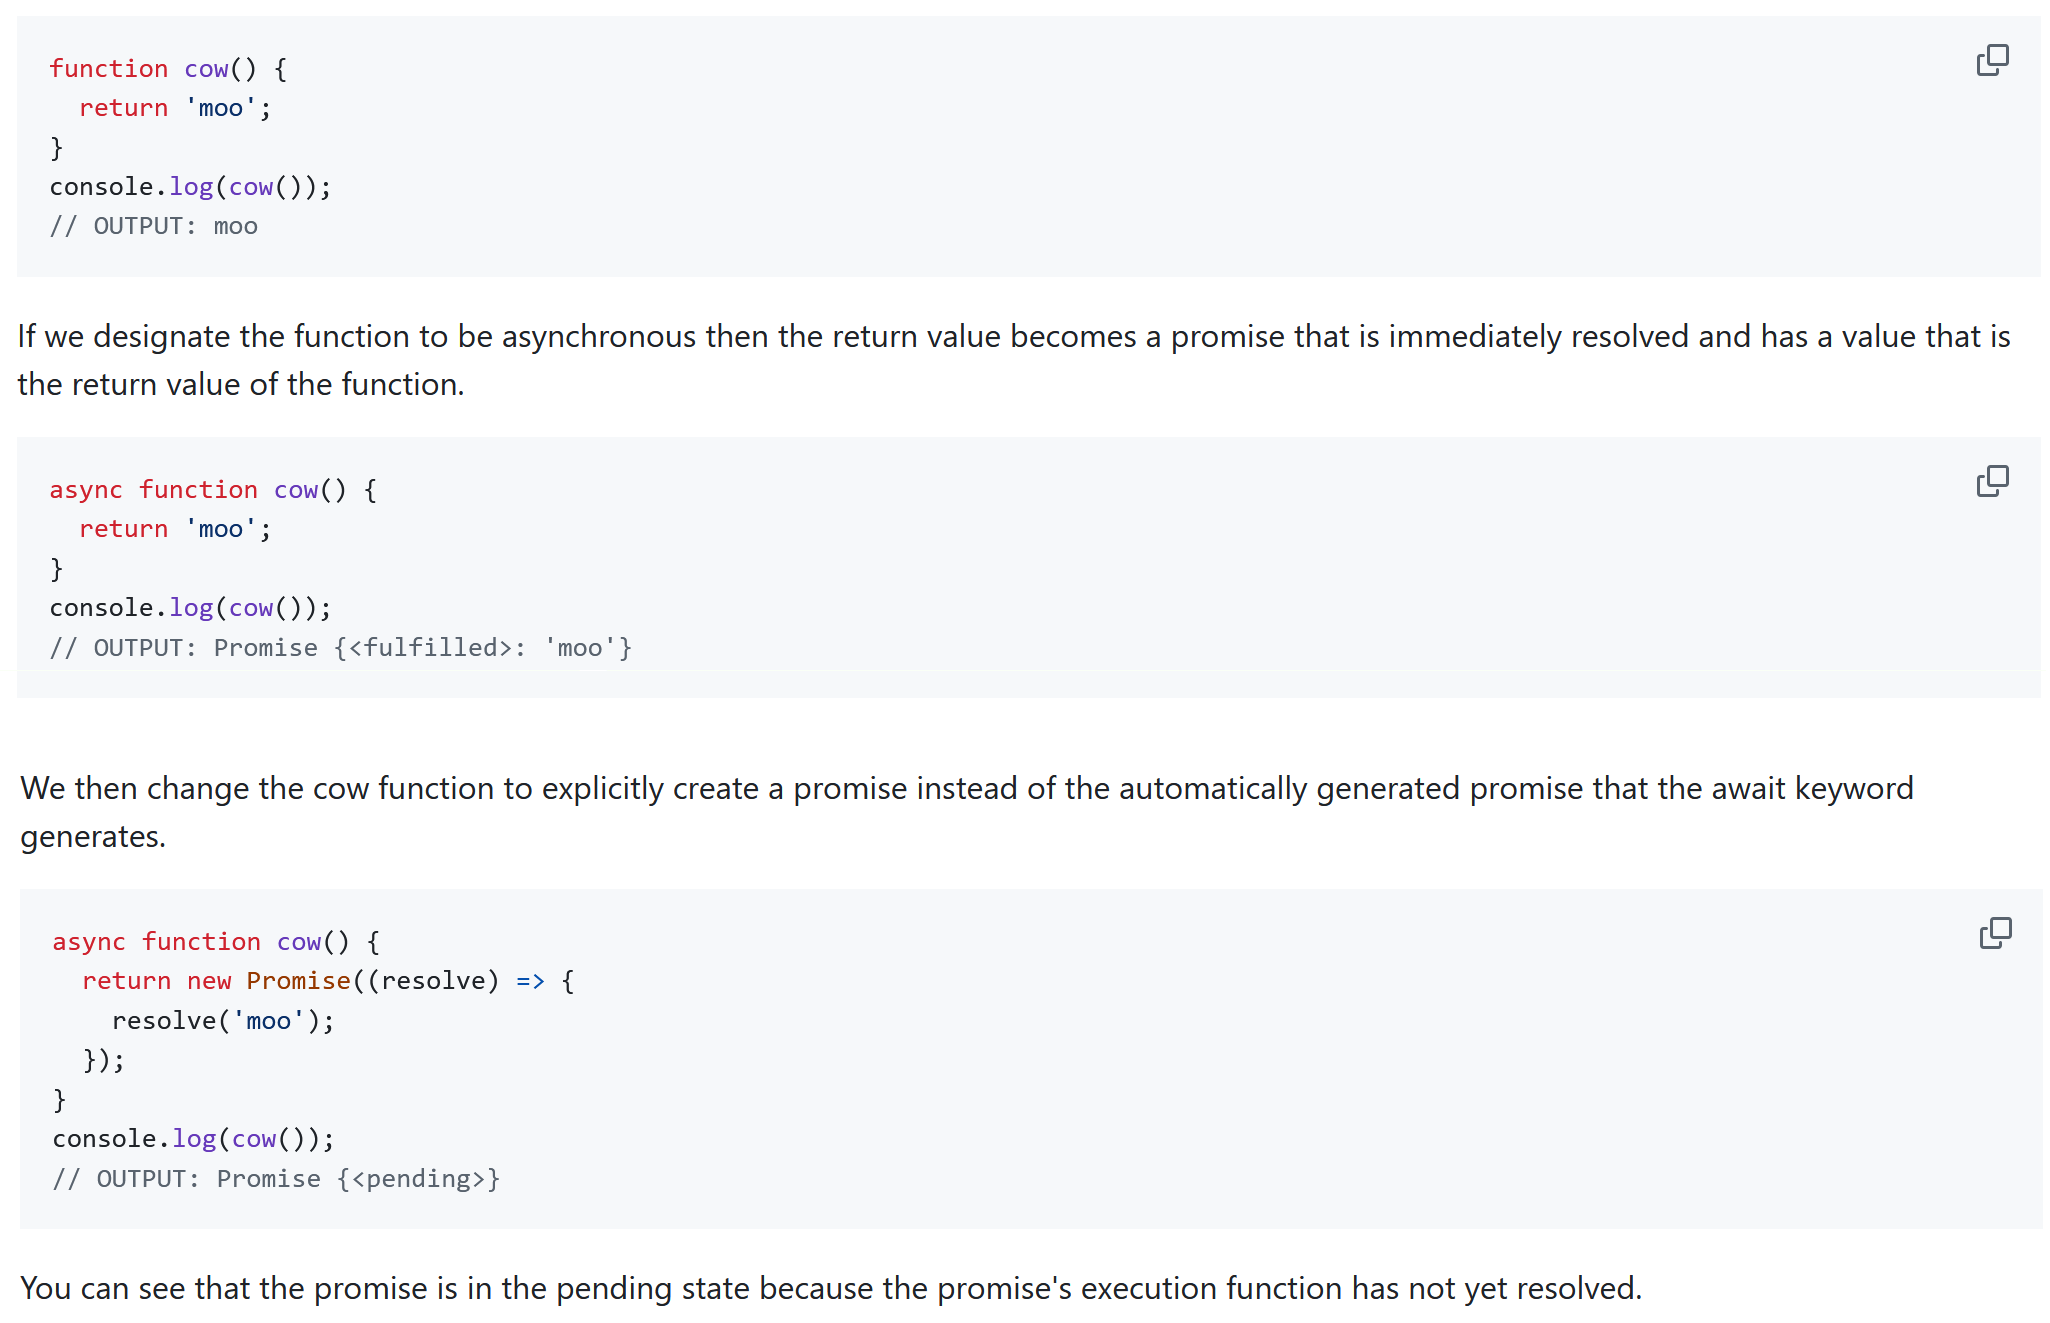 function cow() {
  return 'moo';
}
console.log(cow());
// OUTPUT: moo
If we designate the function to be asynchronous then the return value becomes a promise that is immediately resolved and has a value that is
the return value of the function.
async function cow() {
  return 'moo';
}
console.log(cow());
// OUTPUT: Promise {<fulfilled>: 'moo'}
We then change the cow function to explicitly create a promise instead of the automatically generated promise that the await keyword
generates.
async function cow() {
  return new Promise((resolve) => {
    resolve('moo');
  });
}
console.log(cow());
// OUTPUT: Promise {<pending>}
You can see that the promise is in the pending state because the promise's execution function has not yet resolved.